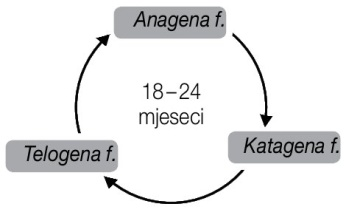 Anagena f.
18–24
mjeseci
Telogena f.
Katagena f.